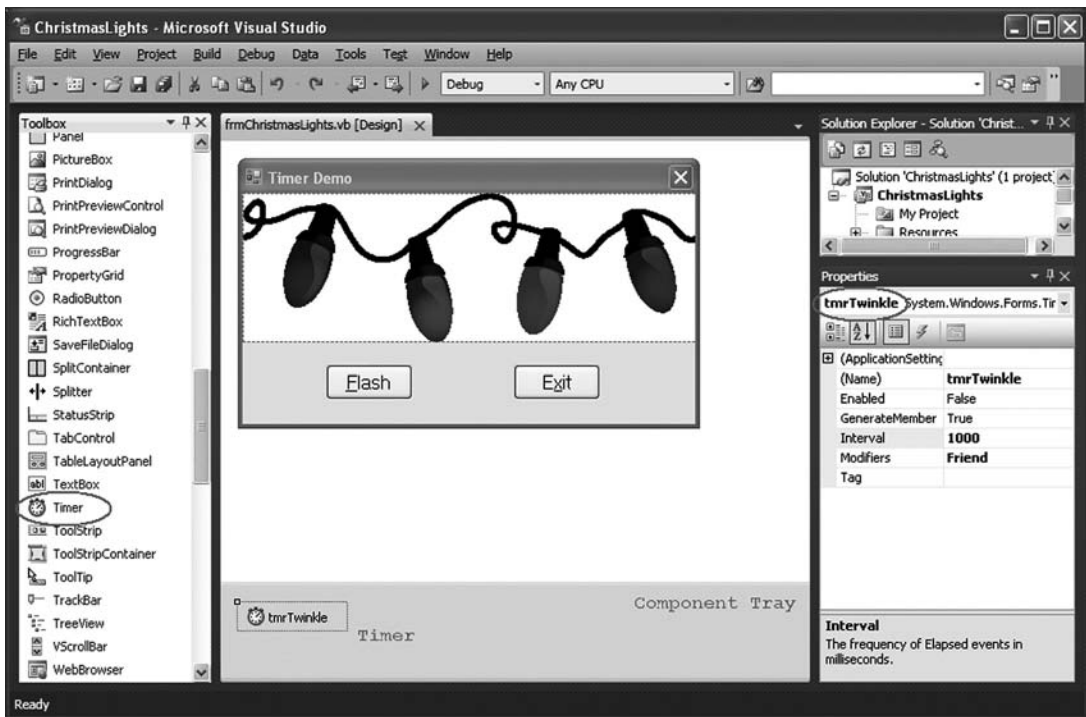 ChristmasLights - Microsoft Visual Studio
File Edit View Project Build Debug Data Tools Test Window Help
Debug Any CPU
Toolbox
Panel
PictureBox
PrintDialog
PrintPreviewControl
PrintPreviewDialog
ProgressBar
PropertyGrid
RadioButton
RichTextBox
SaveFileDialog
SplitContainer
Splitter
StatusStrip
TabControl
TableLayoutPanel
TextBox
Timer
ToolStrip
ToolStripContainer
ToolTip
TrackBar
TreeView
VScrollBar
WebBrowser
frmChristmasLights.vb [Design]
Timer Demo
Flash
Exit
tmrTwinkle
Timer
Component Tray
Solution Explorer - Solution 'Christ...
Solution 'ChristmasLights' (1 project)
ChristmasLights
My Project
Resources
Properties
tmrTwinkle System.Windows.Forms.Tir
(ApplicationSetting
(Name) tmrTwinkle
Enabled False
GenerateMember True
Interval 1000
Modifiers Friend
Tag
Interval
The frequency of Elapsed events in
milliseconds.
Ready